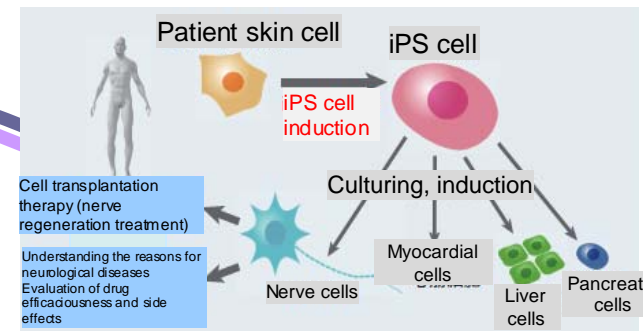 Patient skin cell
iPS cell
iPS cell
induction
Culturing, induction
Cell transplantation
therapy (nerve
regeneration treatment)
Understanding the reasons for
neurological diseases
Evaluation of drug
efficaciousness and side
effects
Nerve cells
Myocardial
cells
Liver
cells
Pancreat
cells